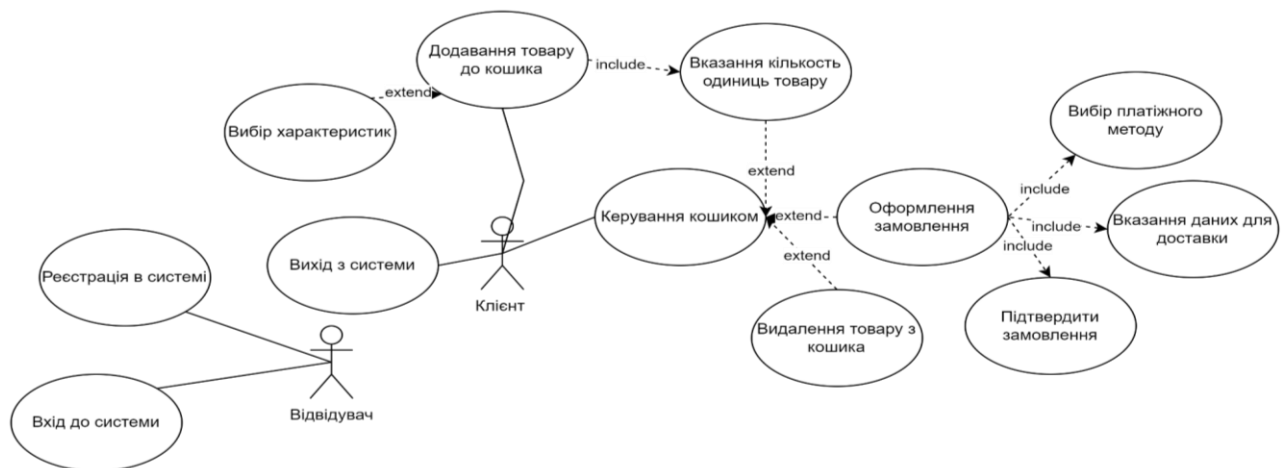 Додавання товару
до кошика
include
Вказання кількость
одиниць товару
extend
Вибір характеристик
Вибір платіжного
методу
extend
include
Керування кошиком
extend
Оформлення
замовлення
include
Вказання даних для
доставки
include
Вихід з системи
extend
Реєстрація в системі
Клієнт
Видалення товару з
кошика
Підтвердити
замовлення
Відвідувач
Вхід до системи